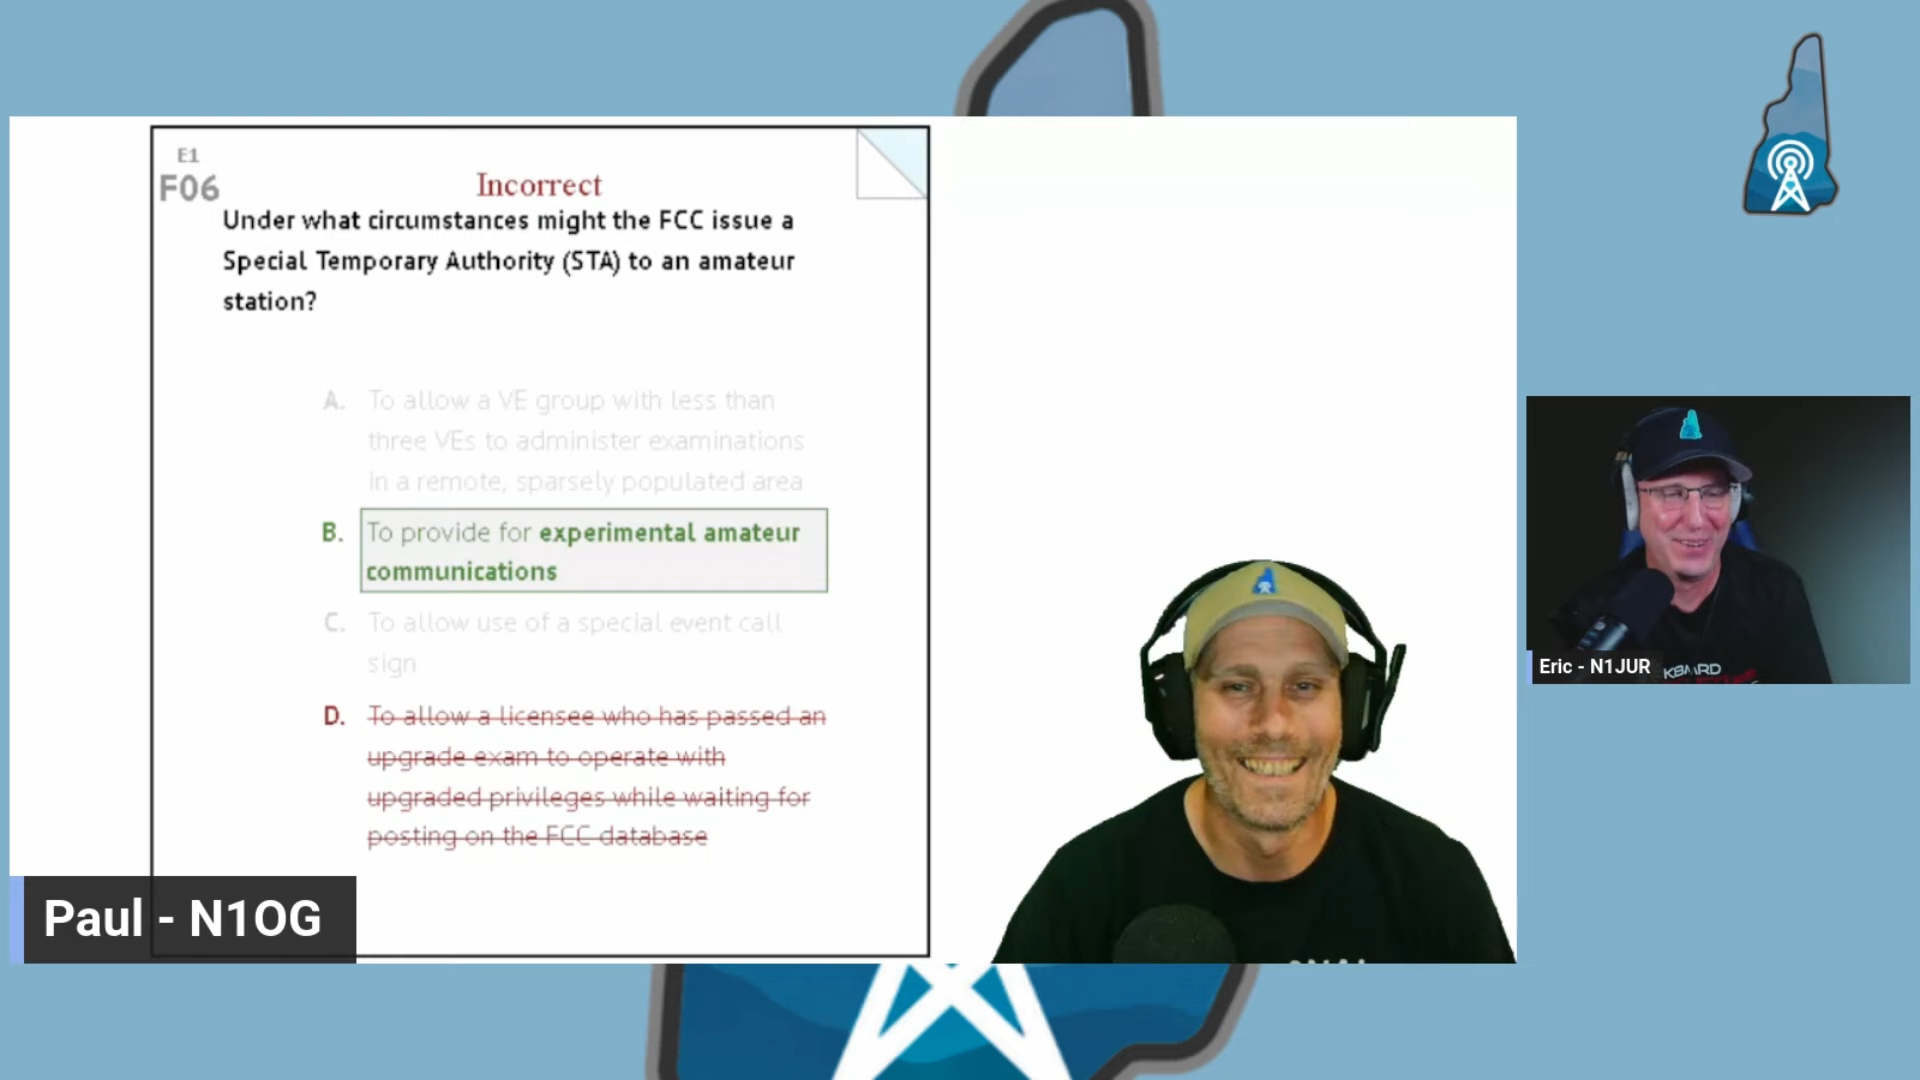 E1
F06
Incorrect
Under what circumstances might the FCC issue a
Special Temporary Authority (STA) to an amateur
station?
A. To allow a VE group with less than
three VEs to administer examinations
in a remote, sparsely populated area
B. To provide for experimental amateur
communications
C. To allow use of a special event call
sign
D. To allow a licensee who has passed an
upgrade exam to operate with
upgraded privileges while waiting for
posting on the FCC database
Paul - N1OG
Eric - N1JUR